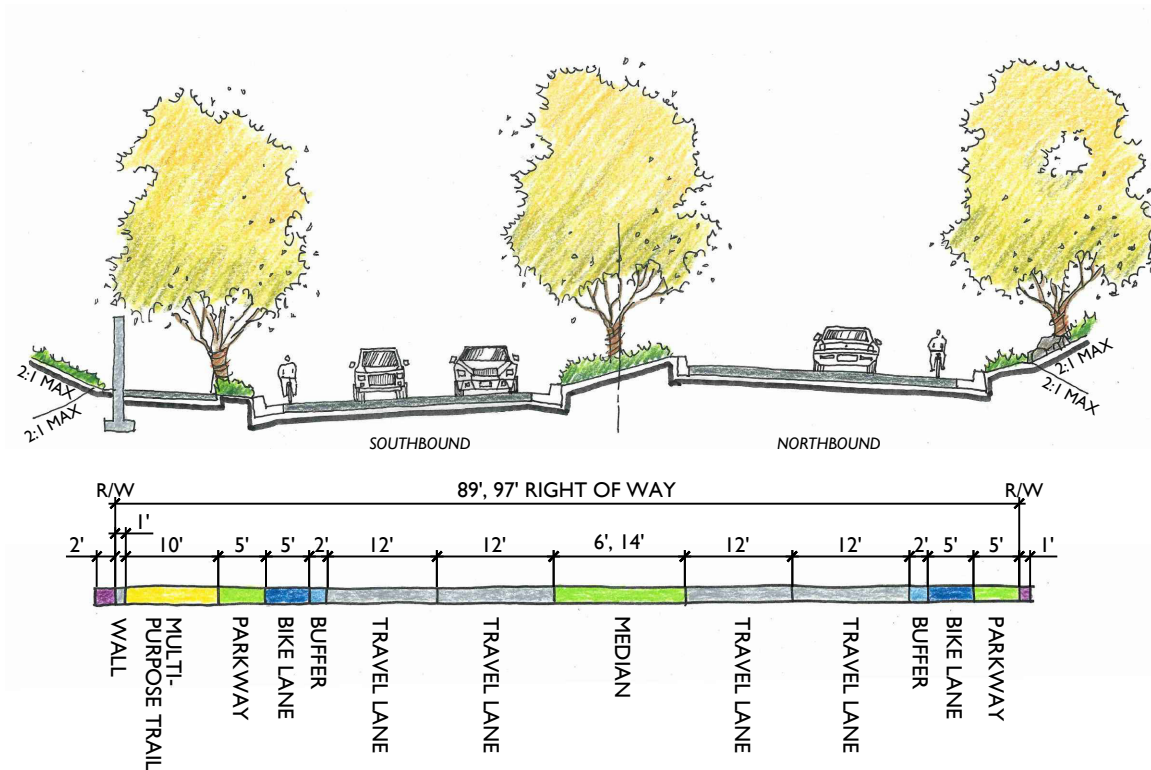 2:1 MAX
2:1 MAX
2:1 MAX
2:1 MAX
SOUTHBOUND
NORTHBOUND
R/W
89', 97' RIGHT OF WAY
R/W
1'
2'
10'
5'
5'
2'
12'
12'
6', 14'
12'
12'
2'
5'
5'
1'
WALL
MULTI-
PURPOSE TRAIL
PARKWAY
BIKE LANE
BUFFER
TRAVEL LANE
TRAVEL LANE
MEDIAN
TRAVEL LANE
TRAVEL LANE
BUFFER
BIKE LANE
PARKWAY